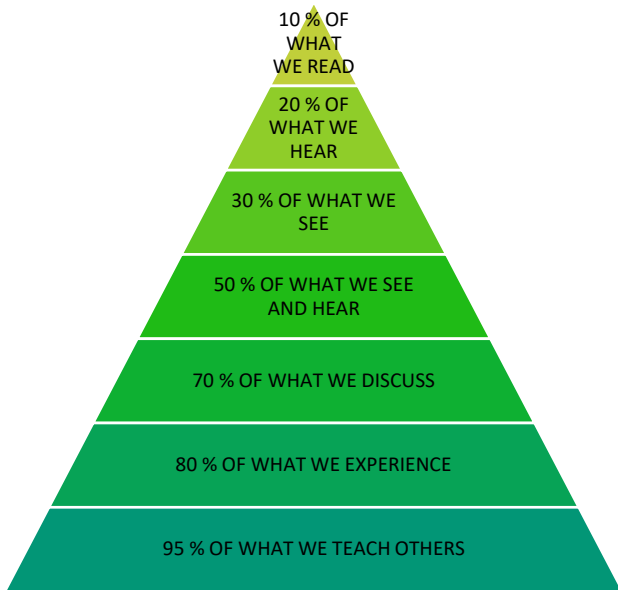 10 % OF
WHAT
WE READ
20 % OF
WHAT WE
HEAR
30 % OF WHAT WE
SEE
50 % OF WHAT WE SEE
AND HEAR
70 % OF WHAT WE DISCUSS
80 % OF WHAT WE EXPERIENCE
95 % OF WHAT WE TEACH OTHERS